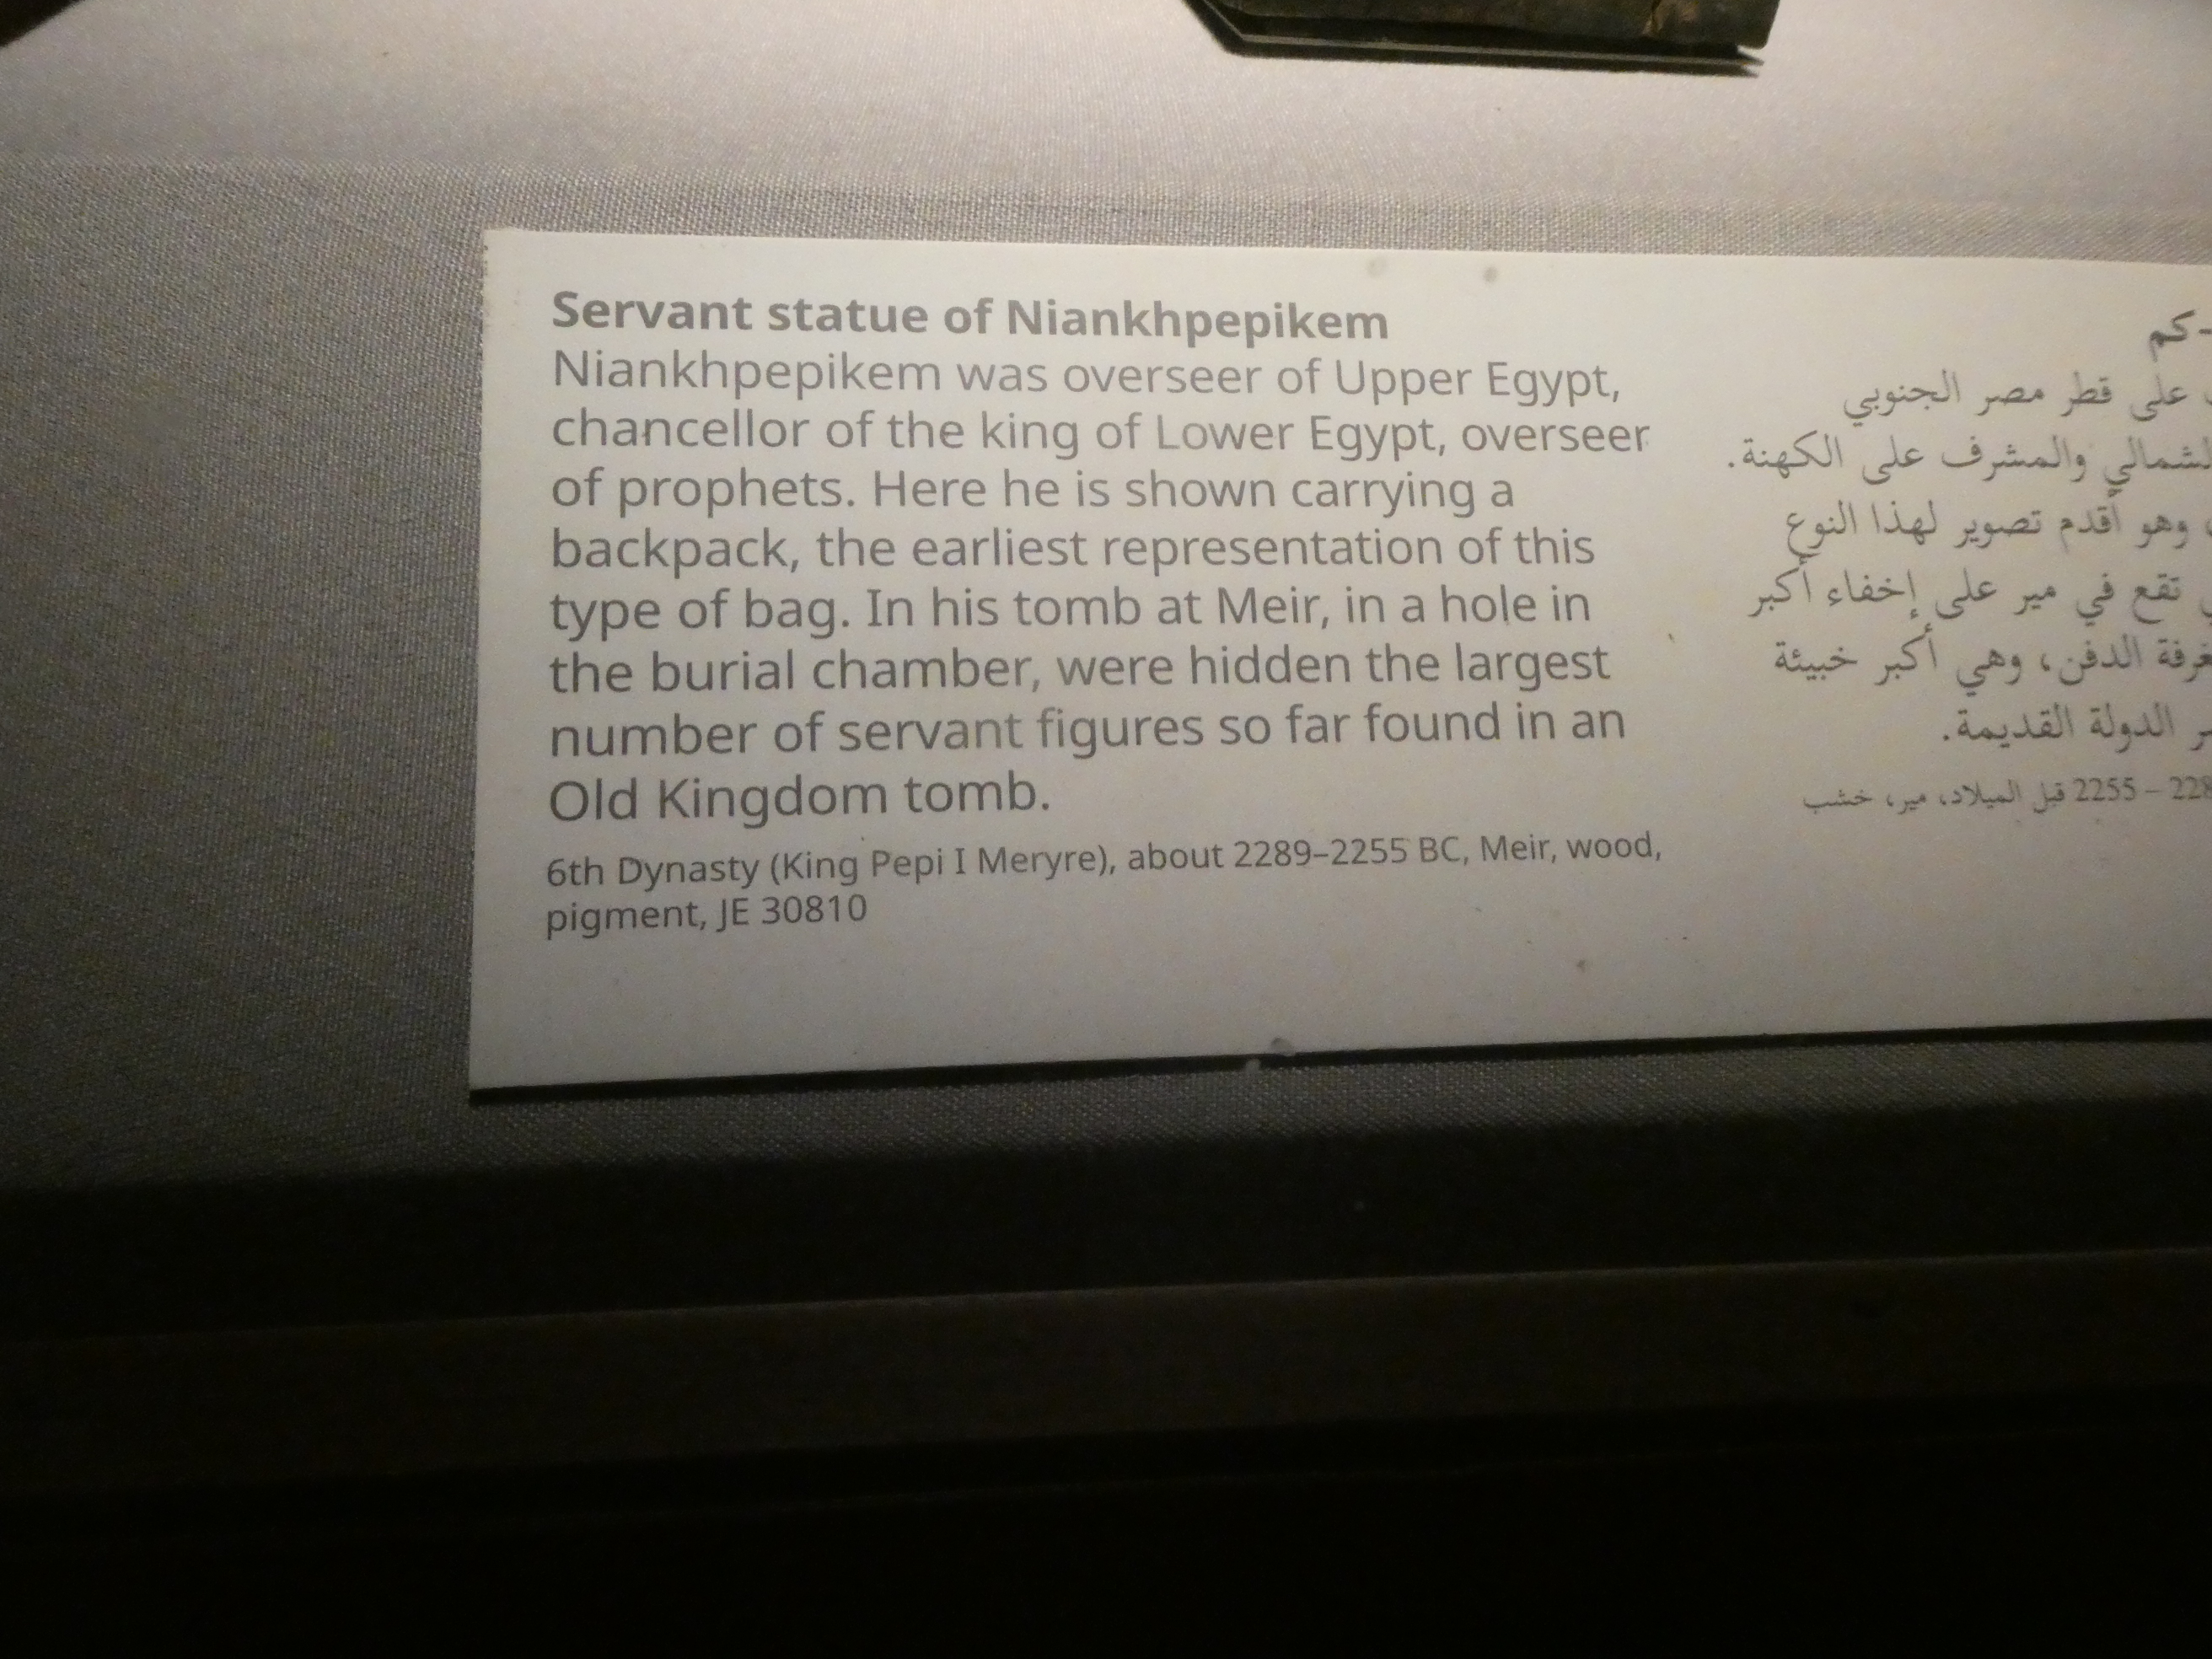 Servant statue of Niankhpepikem
Niankhpepikem was overseer of Upper Egypt,
chancellor of the king of Lower Egypt, overseer
of prophets. Here he is shown carrying a
backpack, the earliest representation of this
type of bag. In his tomb at Meir, in a hole in
the burial chamber, were hidden the largest
number of servant figures so far found in an
Old Kingdom tomb.
6th Dynasty (King Pepi I Meryre), about 2289–2255 BC, Meir, wood,
pigment, JE 30810
-كم
على قطر مصر الجنوبي
والمشرف على الكهنة.
وهو أقدم تصوير لهذا النوع
تقع في مير على إخفاء أكبر
الدفن، وهي أكبر خبيئة
الدولة القديمة.
2255 قبل الميلاد، مير، خشب